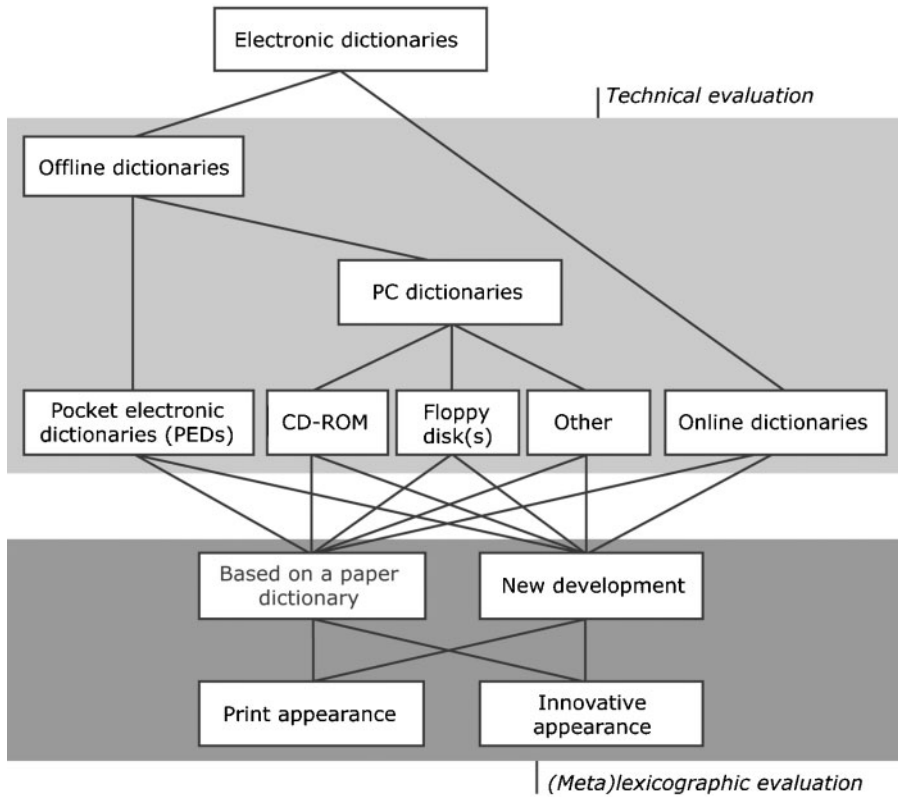 Electronic dictionaries
Technical evaluation
Offline dictionaries
PC dictionaries
Pocket electronic
dictionaries (PEDs)
CD-ROM
Floppy
disk(s)
Other
Online dictionaries
Based on a paper
dictionary
New development
Print appearance
Innovative
appearance
(Meta)lexicographic evaluation